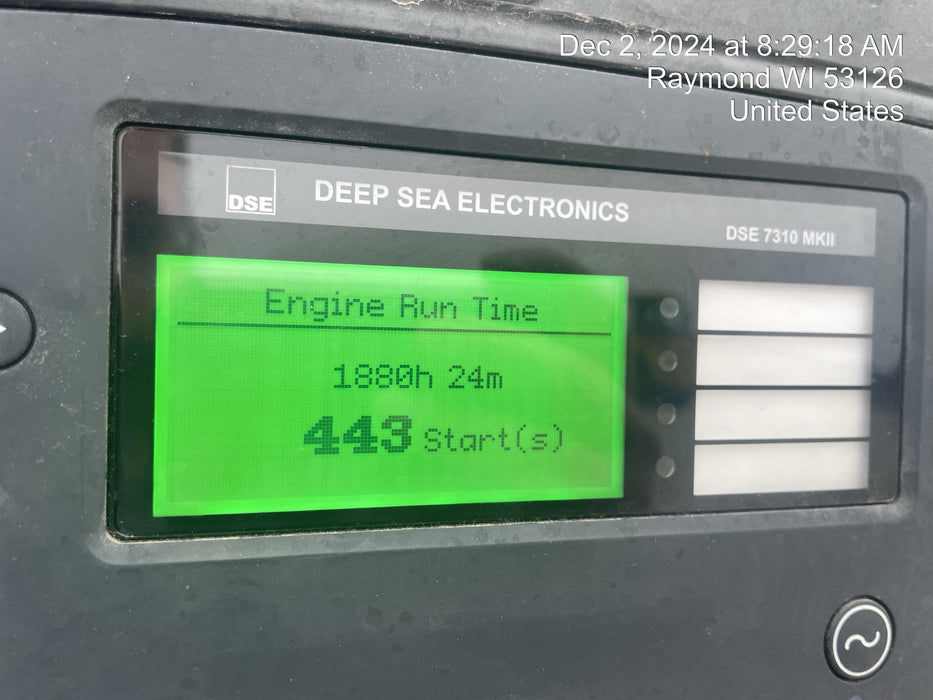 Dec 2, 2024 at 8:29:18 AM
Raymond WI 53126
United States
DSE
DEEP SEA ELECTRONICS
DSE 7310 MKII
Engine Run Time
1880h 24m
443 Start(s)